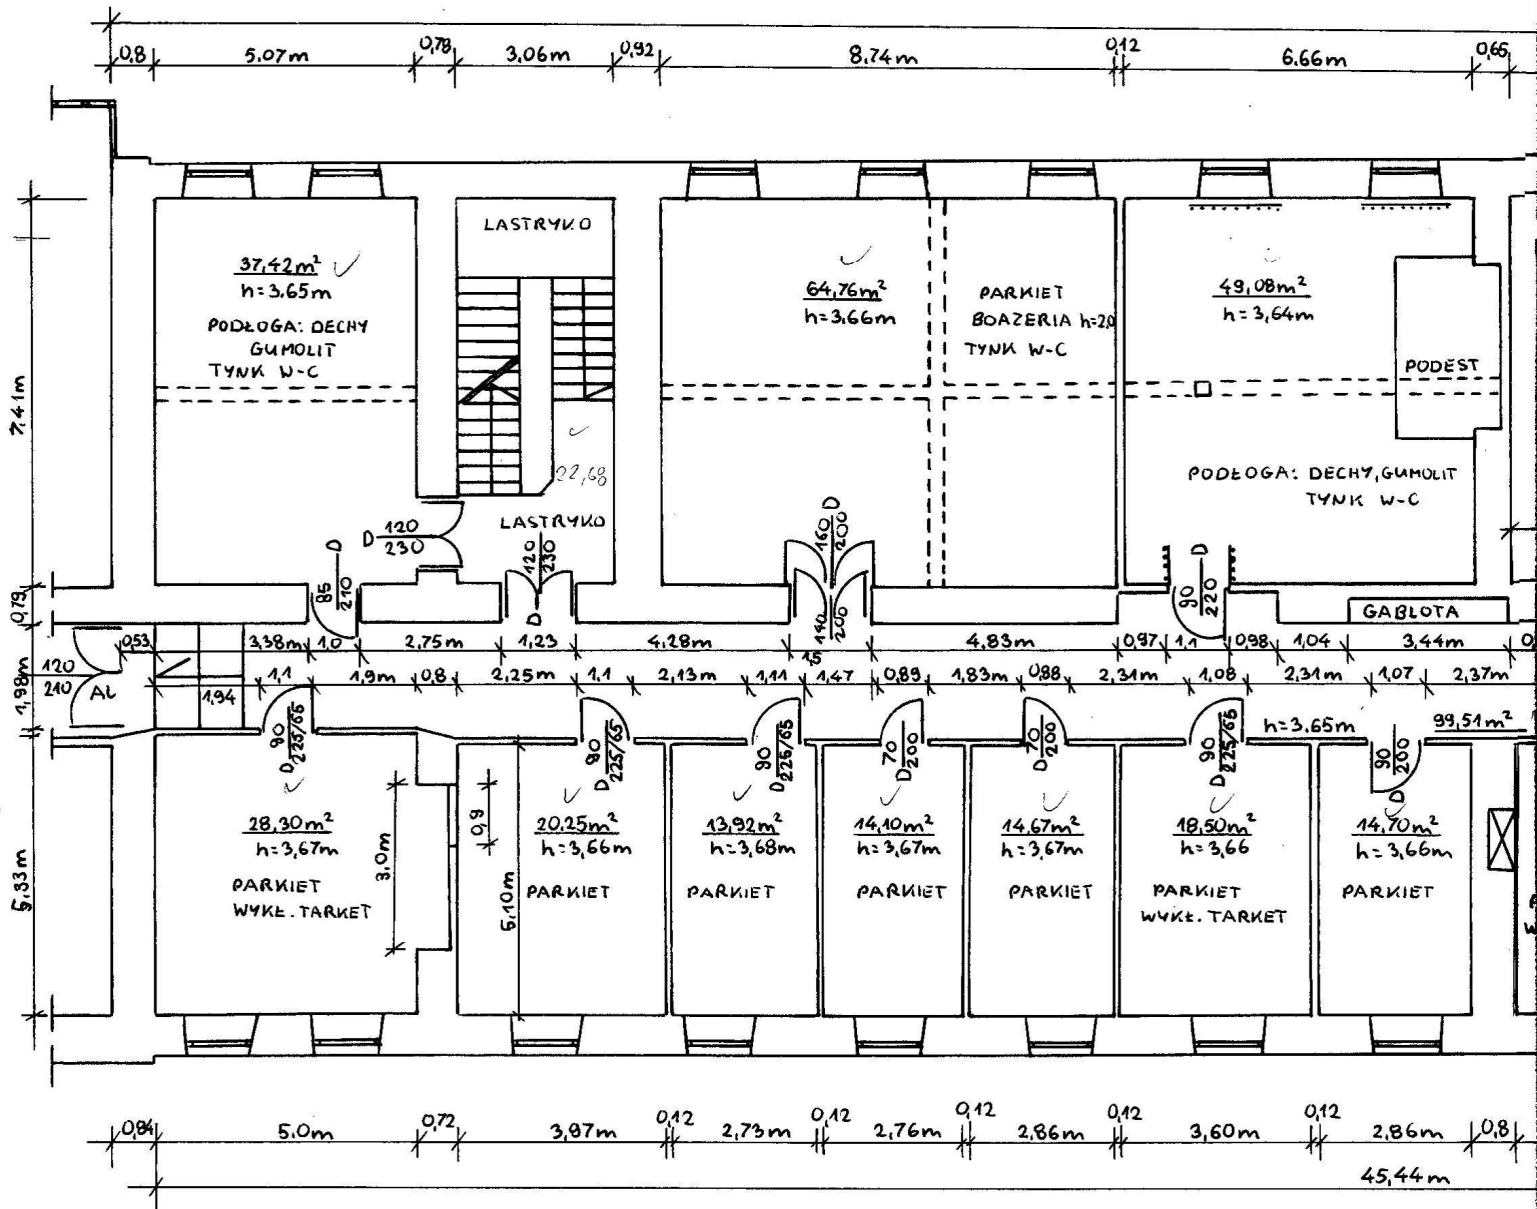 0,8 5.07m 0,78 3,06m 0,92 8.74m 0,12 6.66m 0,65
LASTRYKO
37,42m²
h=3.65m
PODŁOGA: DECHY
GUMOLIT
TYNK W-C
64,76m²
h=3.66m
PARKIET
BOAZERIA h=2,0
TYNK W-C
49,08m²
h=3,64m
PODEST
PODŁOGA: DECHY, GUMOLIT
TYNK W-C
7.41m
22,68
LASTRYKO
D 120
230
85 D
210
120
230 D
160 D
200
140
200
90 D
220
GABLOTA
0,79
0,53 3,38m 1,0 2,75m 1,23 4,28m 1,5 4,83m 0,97 1,1 0,98 1,04 3,44m
120
210 AL
1,98m
1,94 1,1 1,9m 0,8 2,25m 1,1 2,13m 1,11 1,47 0,89 1,83m 0,88 2,31m 1,08 2,31m 1,07 2,37m
h=3.65m 99,51m²
90
D 225/65
90
D 225/65
90
D 225/65
70
D 200
70
D 200
90
D 225/65
90
D 200
28,30m²
h=3,67m
PARKIET
WYKŁ. TARKET
3,0m
0,9
20.25m²
h=3,66m
PARKIET
5,10m
13,92m²
h=3,68m
PARKIET
14,10m²
h=3,67m
PARKIET
14.67m²
h=3,67m
PARKIET
18,50m²
h=3,66
PARKIET
WYKŁ. TARKET
14,70m²
h=3,66m
PARKIET
5,33m
0,84 5.0m 0,72 3,97m 0,12 2,73m 0,12 2,76m 0,12 2,86m 0,12 3,60m 0,12 2,86m 0,8
45,44m